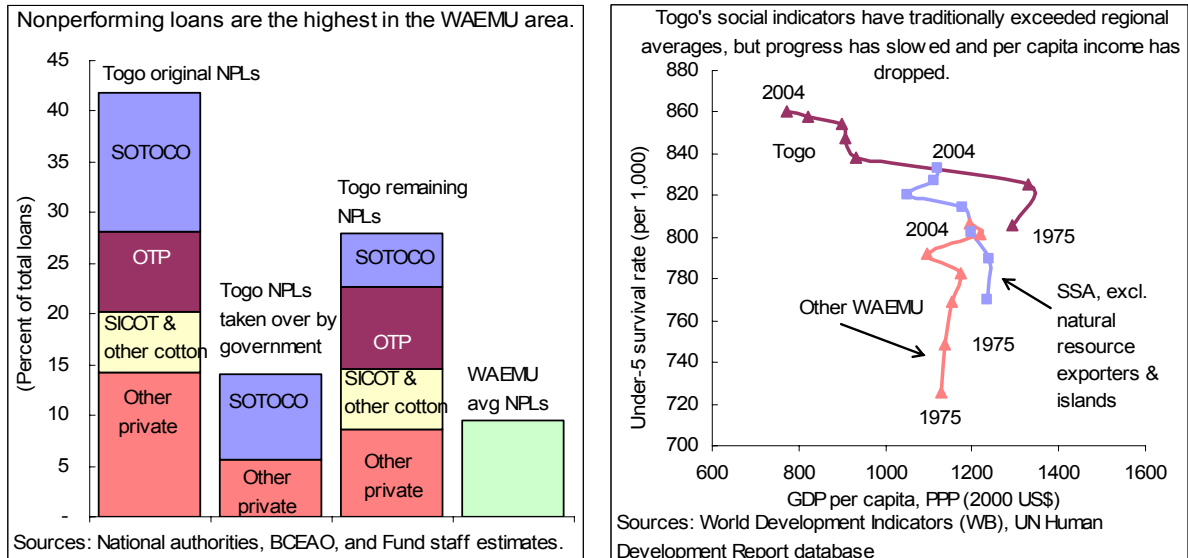 Nonperforming loans are the highest in the WAEMU area.
45
40
35
30
25
20
15
10
5
-
(Percent of total loans)
Togo original NPLs
SOTOCO
OTP
SICOT &
other cotton
Other
private
Togo NPLs
taken over by
government
SOTOCO
Other
private
Togo remaining
NPLs
SOTOCO
OTP
SICOT &
other cotton
Other
private
WAEMU
avg NPLs
Sources: National authorities, BCEAO, and Fund staff estimates.
Togo's social indicators have traditionally exceeded regional
averages, but progress has slowed and per capita income has
dropped.
880
860
840
820
800
780
760
740
720
700
Under-5 survival rate (per 1,000)
2004
Togo
2004
2004
1975
Other WAEMU
1975
SSA, excl.
natural
resource
exporters &
islands
1975
600
800
1000
1200
1400
1600
GDP per capita, PPP (2000 US$)
Sources: World Development Indicators (WB), UN Human
Development Report database